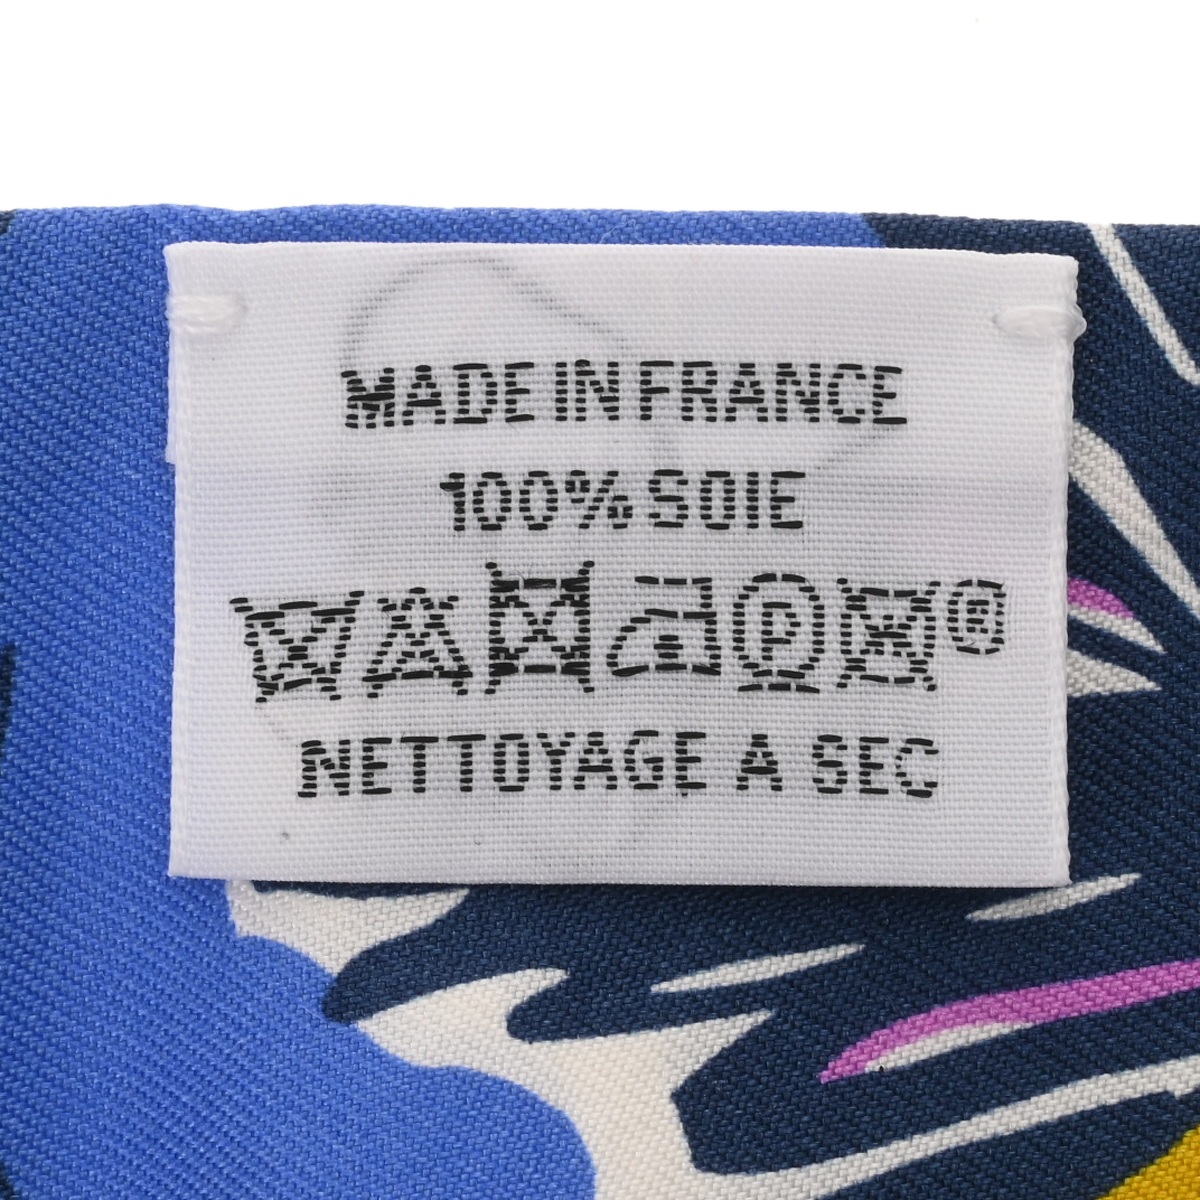 MADE IN FRANCE
100% SOIE
P
NETTOYAGE A SEC